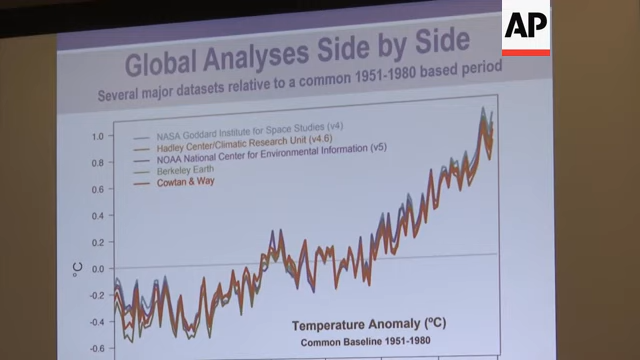 AP
Global Analyses Side by Side
Several major datasets relative to a common 1951-1980 based period
NASA Goddard Institute for Space Studies (v4)
Hadley Center/Climatic Research Unit (v4.6)
NOAA National Center for Environmental Information (v5)
Berkeley Earth
Cowtan & Way
1.0
0.8
0.6
0.4
0.2
0.0
-0.2
-0.4
-0.6
°C
Temperature Anomaly (ºC)
Common Baseline 1951-1980